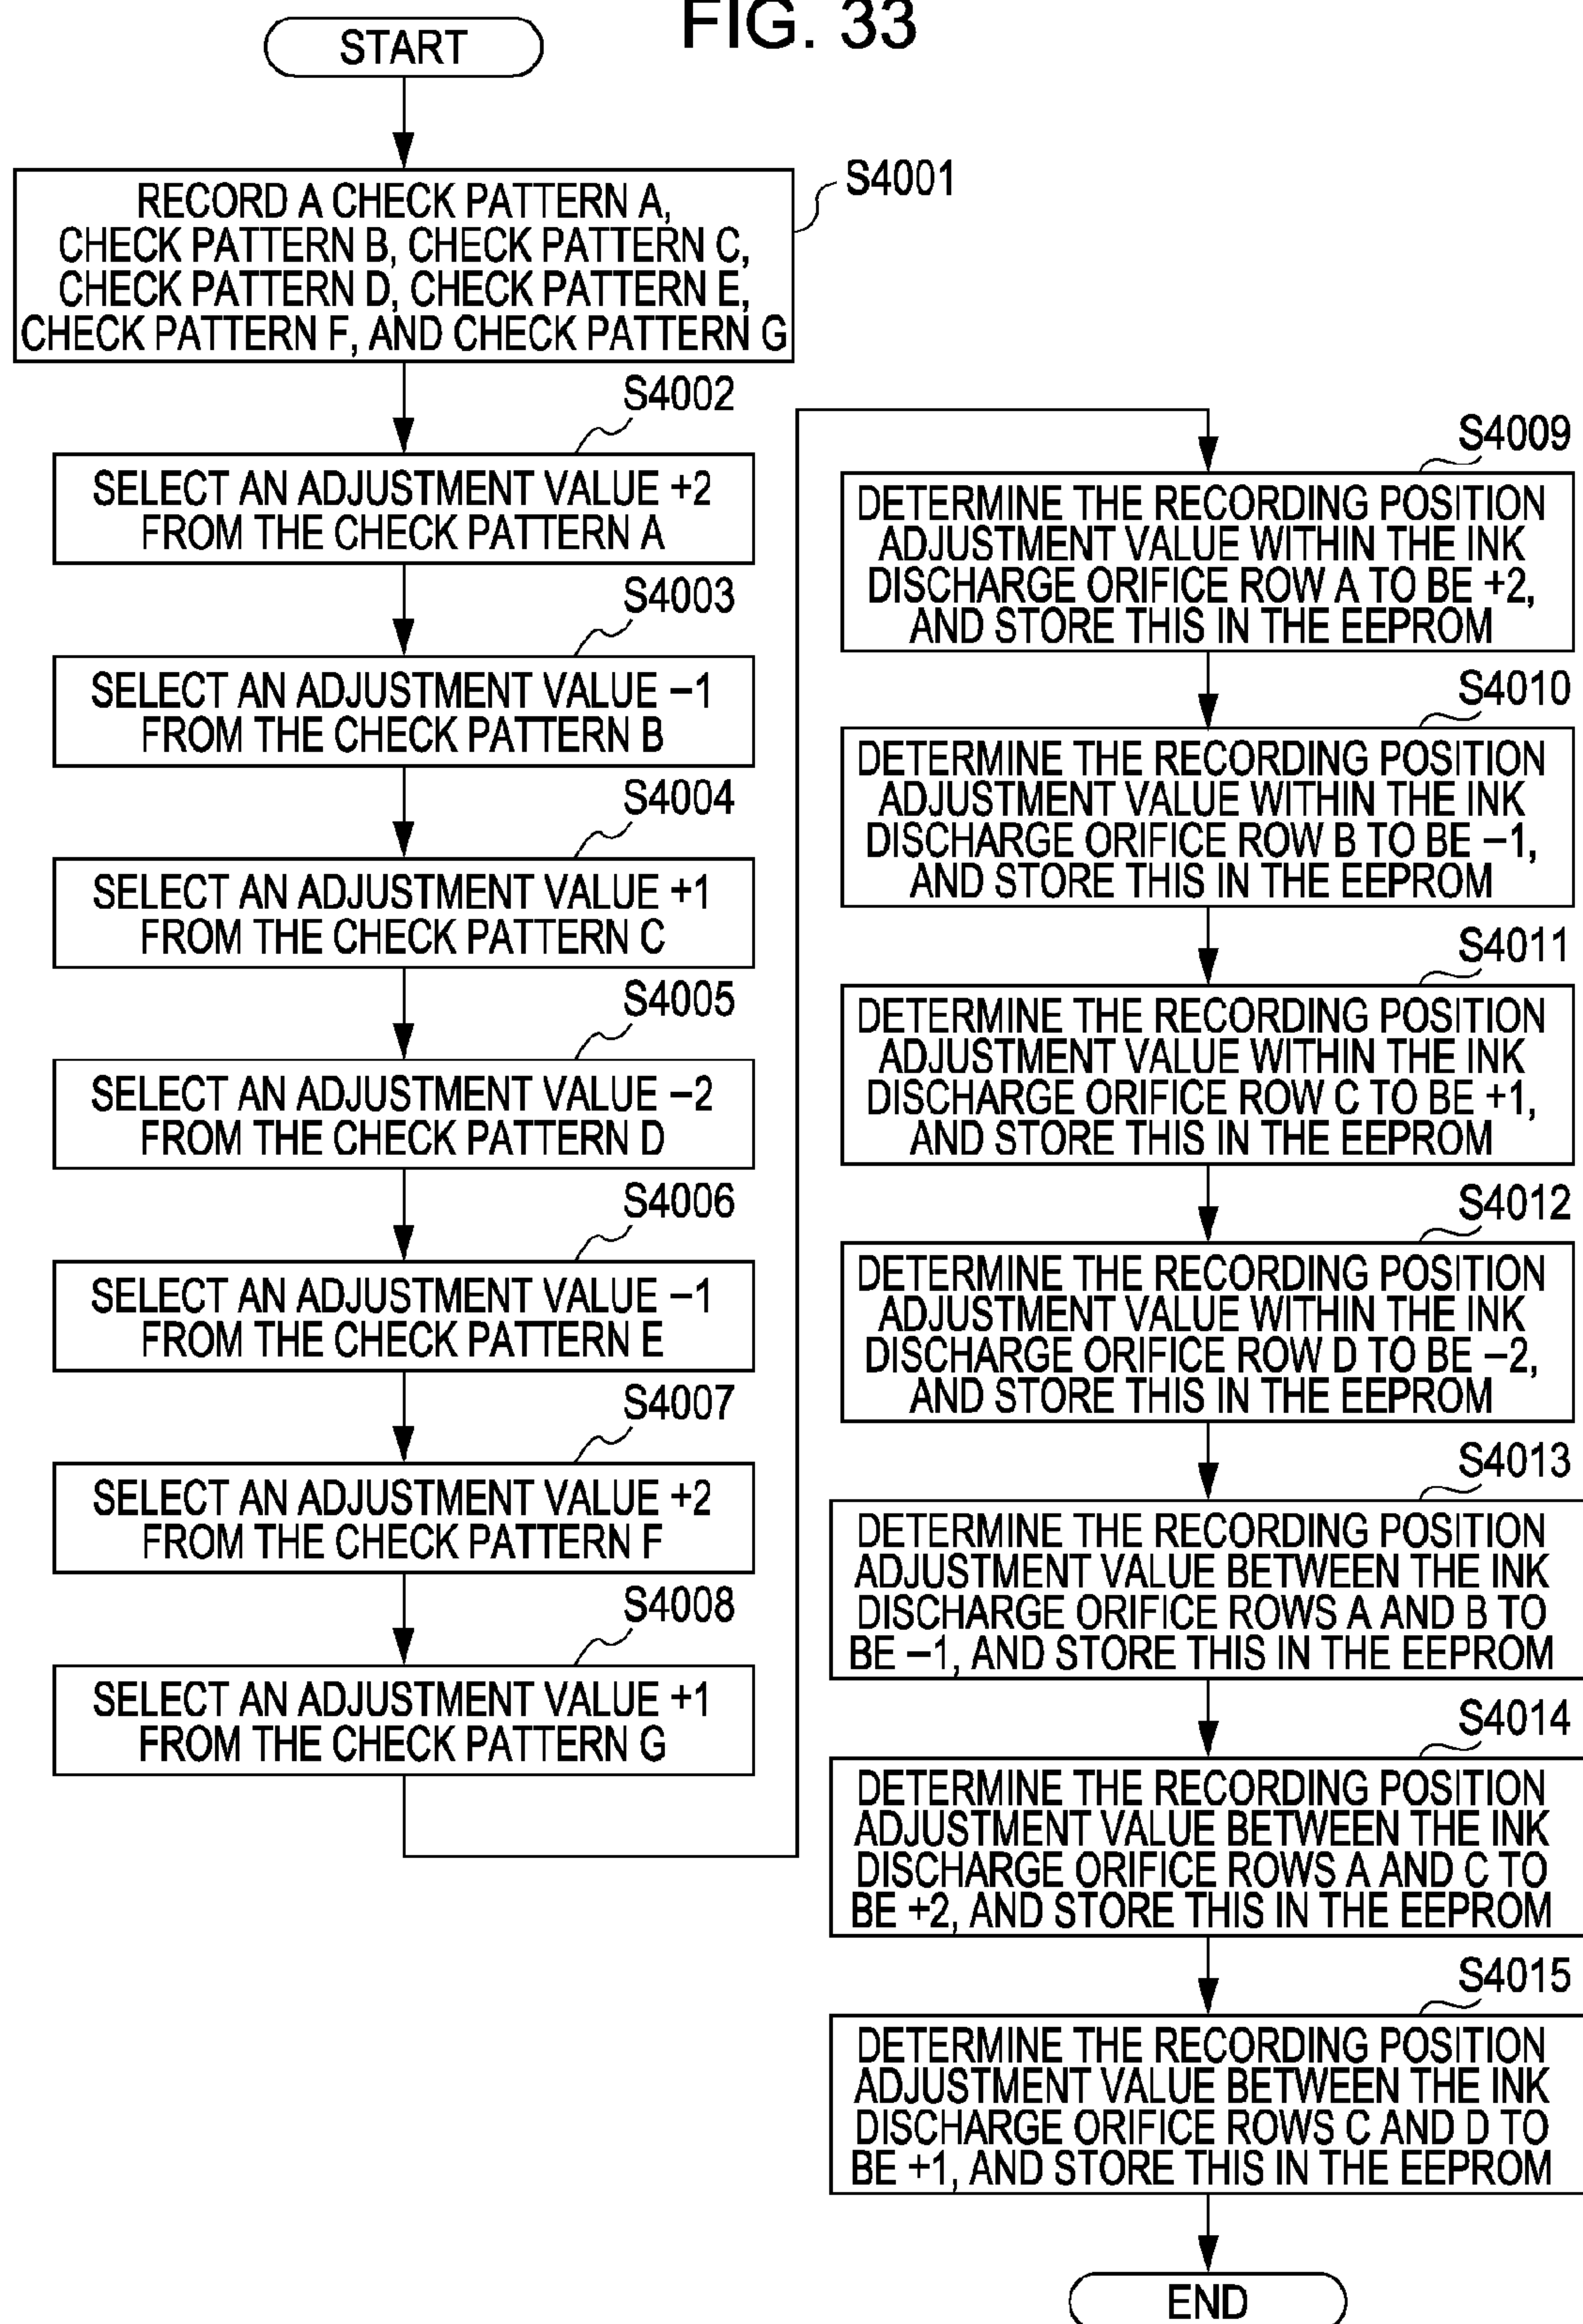 FIG. 33
START
S4001
RECORD A CHECK PATTERN A,
CHECK PATTERN B, CHECK PATTERN C,
CHECK PATTERN D, CHECK PATTERN E,
CHECK PATTERN F, AND CHECK PATTERN G
S4002
SELECT AN ADJUSTMENT VALUE +2
FROM THE CHECK PATTERN A
S4003
SELECT AN ADJUSTMENT VALUE –1
FROM THE CHECK PATTERN B
S4004
SELECT AN ADJUSTMENT VALUE +1
FROM THE CHECK PATTERN C
S4005
SELECT AN ADJUSTMENT VALUE –2
FROM THE CHECK PATTERN D
S4006
SELECT AN ADJUSTMENT VALUE –1
FROM THE CHECK PATTERN E
S4007
SELECT AN ADJUSTMENT VALUE +2
FROM THE CHECK PATTERN F
S4008
SELECT AN ADJUSTMENT VALUE +1
FROM THE CHECK PATTERN G
S4009
DETERMINE THE RECORDING POSITION
ADJUSTMENT VALUE WITHIN THE INK
DISCHARGE ORIFICE ROW A TO BE +2,
AND STORE THIS IN THE EEPROM
S4010
DETERMINE THE RECORDING POSITION
ADJUSTMENT VALUE WITHIN THE INK
DISCHARGE ORIFICE ROW B TO BE –1,
AND STORE THIS IN THE EEPROM
S4011
DETERMINE THE RECORDING POSITION
ADJUSTMENT VALUE WITHIN THE INK
DISCHARGE ORIFICE ROW C TO BE +1,
AND STORE THIS IN THE EEPROM
S4012
DETERMINE THE RECORDING POSITION
ADJUSTMENT VALUE WITHIN THE INK
DISCHARGE ORIFICE ROW D TO BE –2,
AND STORE THIS IN THE EEPROM
S4013
DETERMINE THE RECORDING POSITION
ADJUSTMENT VALUE BETWEEN THE INK
DISCHARGE ORIFICE ROWS A AND B TO
BE –1, AND STORE THIS IN THE EEPROM
S4014
DETERMINE THE RECORDING POSITION
ADJUSTMENT VALUE BETWEEN THE INK
DISCHARGE ORIFICE ROWS A AND C TO
BE +2, AND STORE THIS IN THE EEPROM
S4015
DETERMINE THE RECORDING POSITION
ADJUSTMENT VALUE BETWEEN THE INK
DISCHARGE ORIFICE ROWS C AND D TO
BE +1, AND STORE THIS IN THE EEPROM
END